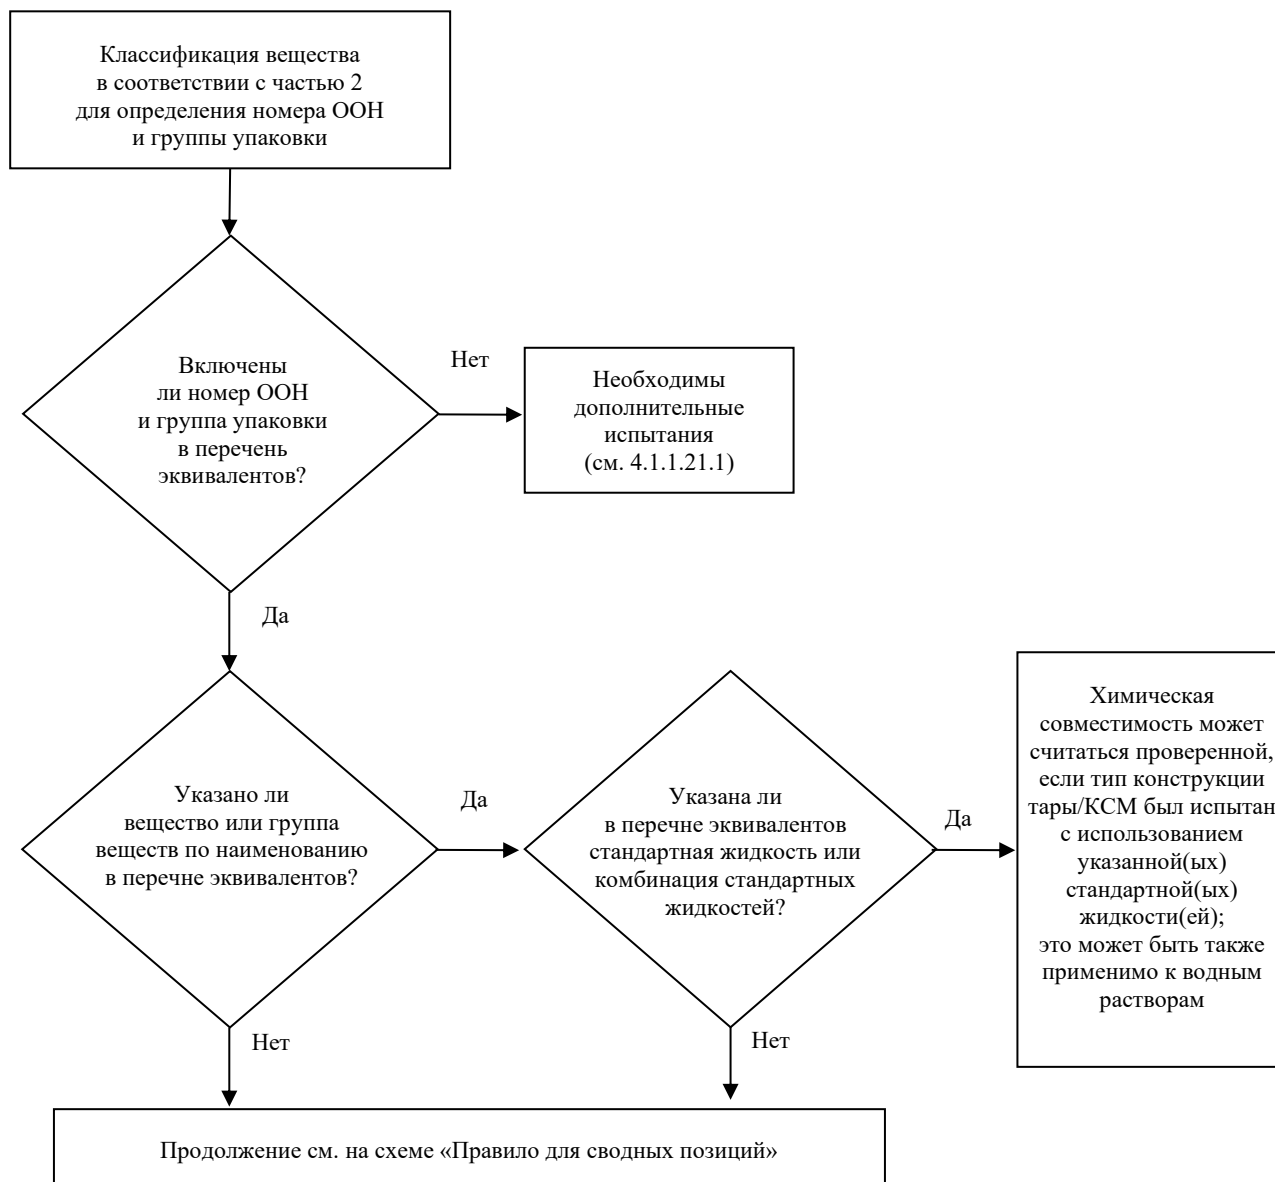 Классификация вещества
в соответствии с частью 2
для определения номера ООН
и группы упаковки
Включены
ли номер ООН
и группа упаковки
в перечень
эквивалентов?
Нет
Необходимы
дополнительные
испытания
(см. 4.1.1.21.1)
Да
Указано ли
вещество или группа
веществ по наименованию
в перечне эквивалентов?
Да
Указана ли
в перечне эквивалентов
стандартная жидкость или
комбинация стандартных
жидкостей?
Да
Химическая
совместимость может
считаться проверенной,
если тип конструкции
тары/КСМ был испытан
с использованием
указанной(ых)
стандартной(ых)
жидкости(ей);
это может быть также
применимо к водным
растворам
Нет
Нет
Продолжение см. на схеме «Правило для сводных позиций»